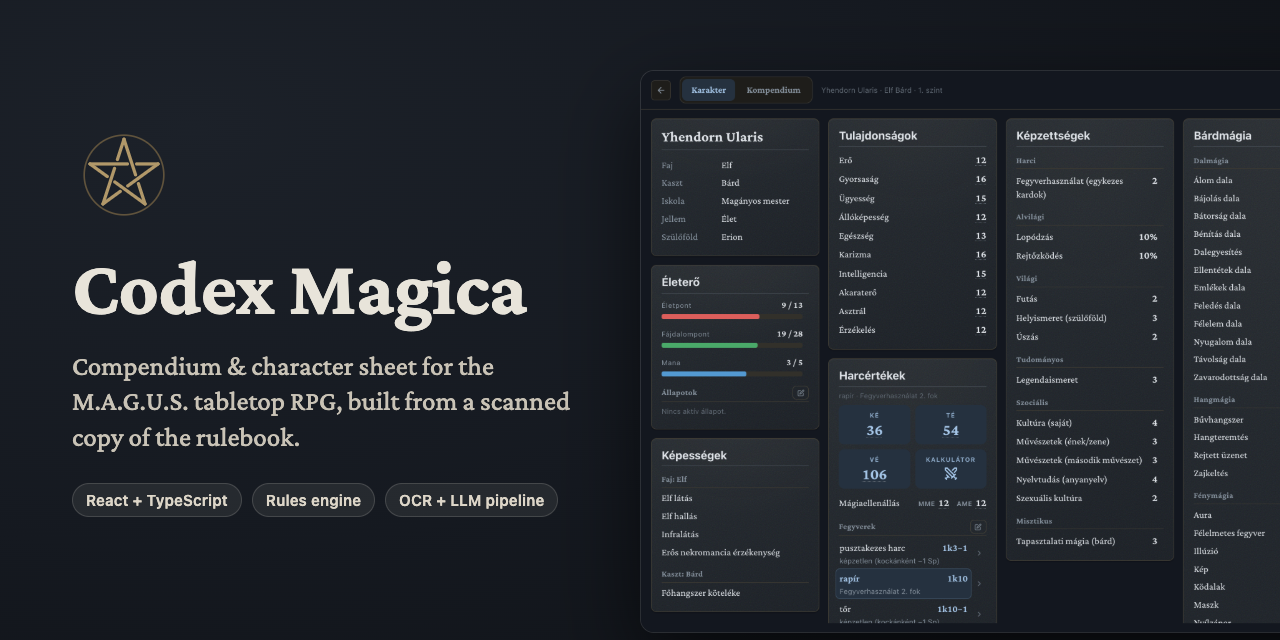 Codex Magica
Compendium & character sheet for the
M.A.G.U.S. tabletop RPG, built from a scanned
copy of the rulebook.
React + TypeScript
Rules engine
OCR + LLM pipeline
Karakter
Kompendium
Yhendorn Ularis · Elf Bárd · 1. szint
Yhendorn Ularis
Faj Elf
Kaszt Bárd
Iskola Magányos mester
Jellem Élet
Szülőföld Erion
Életerő
Életpont 9 / 13
Fájdalompont 19 / 28
Mana 3 / 5
Állapotok
Nincs aktív állapot.
Képességek
Faj: Elf
Elf látás
Elf hallás
Infralátás
Erős nekromancia érzékenység
Kaszt: Bárd
Főhangszer köteléke
Tulajdonságok
Erő 12
Gyorsaság 16
Ügyesség 15
Állóképesség 12
Egészség 13
Karizma 16
Intelligencia 15
Akaraterő 12
Asztrál 12
Érzékelés 12
Harcértékek
rapír · Fegyverhasználat 2. fok
KÉ
36
TÉ
54
VÉ
106
KALKULÁTOR
Mágiaellenállás MME 12 AME 12
Fegyverek
pusztakezes harc 1k3−1
képzetlen (kockánként −1 Sp)
rapír 1k10
Fegyverhasználat 2. fok
tőr 1k10−1
képzetlen (kockánként −1 Sp)
Képzettségek
Harci
Fegyverhasználat (egykezes 2
kardok)
Alvilági
Lopódzás 10%
Rejtőzködés 10%
Világi
Futás 2
Helyismeret (szülőföld) 3
Úszás 2
Tudományos
Legendaismeret 3
Szociális
Kultúra (saját) 4
Művészetek (ének/zene) 3
Művészetek (második művészet) 3
Nyelvtudás (anyanyelv) 4
Szexuális kultúra 2
Misztikus
Tapasztalati mágia (bárd) 3
Bárdmágia
Dalmágia
Álom dala
Bájolás dala
Bátorság dala
Bénítás dala
Dalegyesítés
Ellentétek dala
Emlékek dala
Feledés dala
Félelem dala
Nyugalom dala
Távolság dala
Zavarodottság dala
Hangmágia
Bűvhangszer
Hangteremtés
Rejtett üzenet
Zajkeltés
Fénymágia
Aura
Félelmetes fegyver
Illúzió
Kép
Ködalak
Maszk